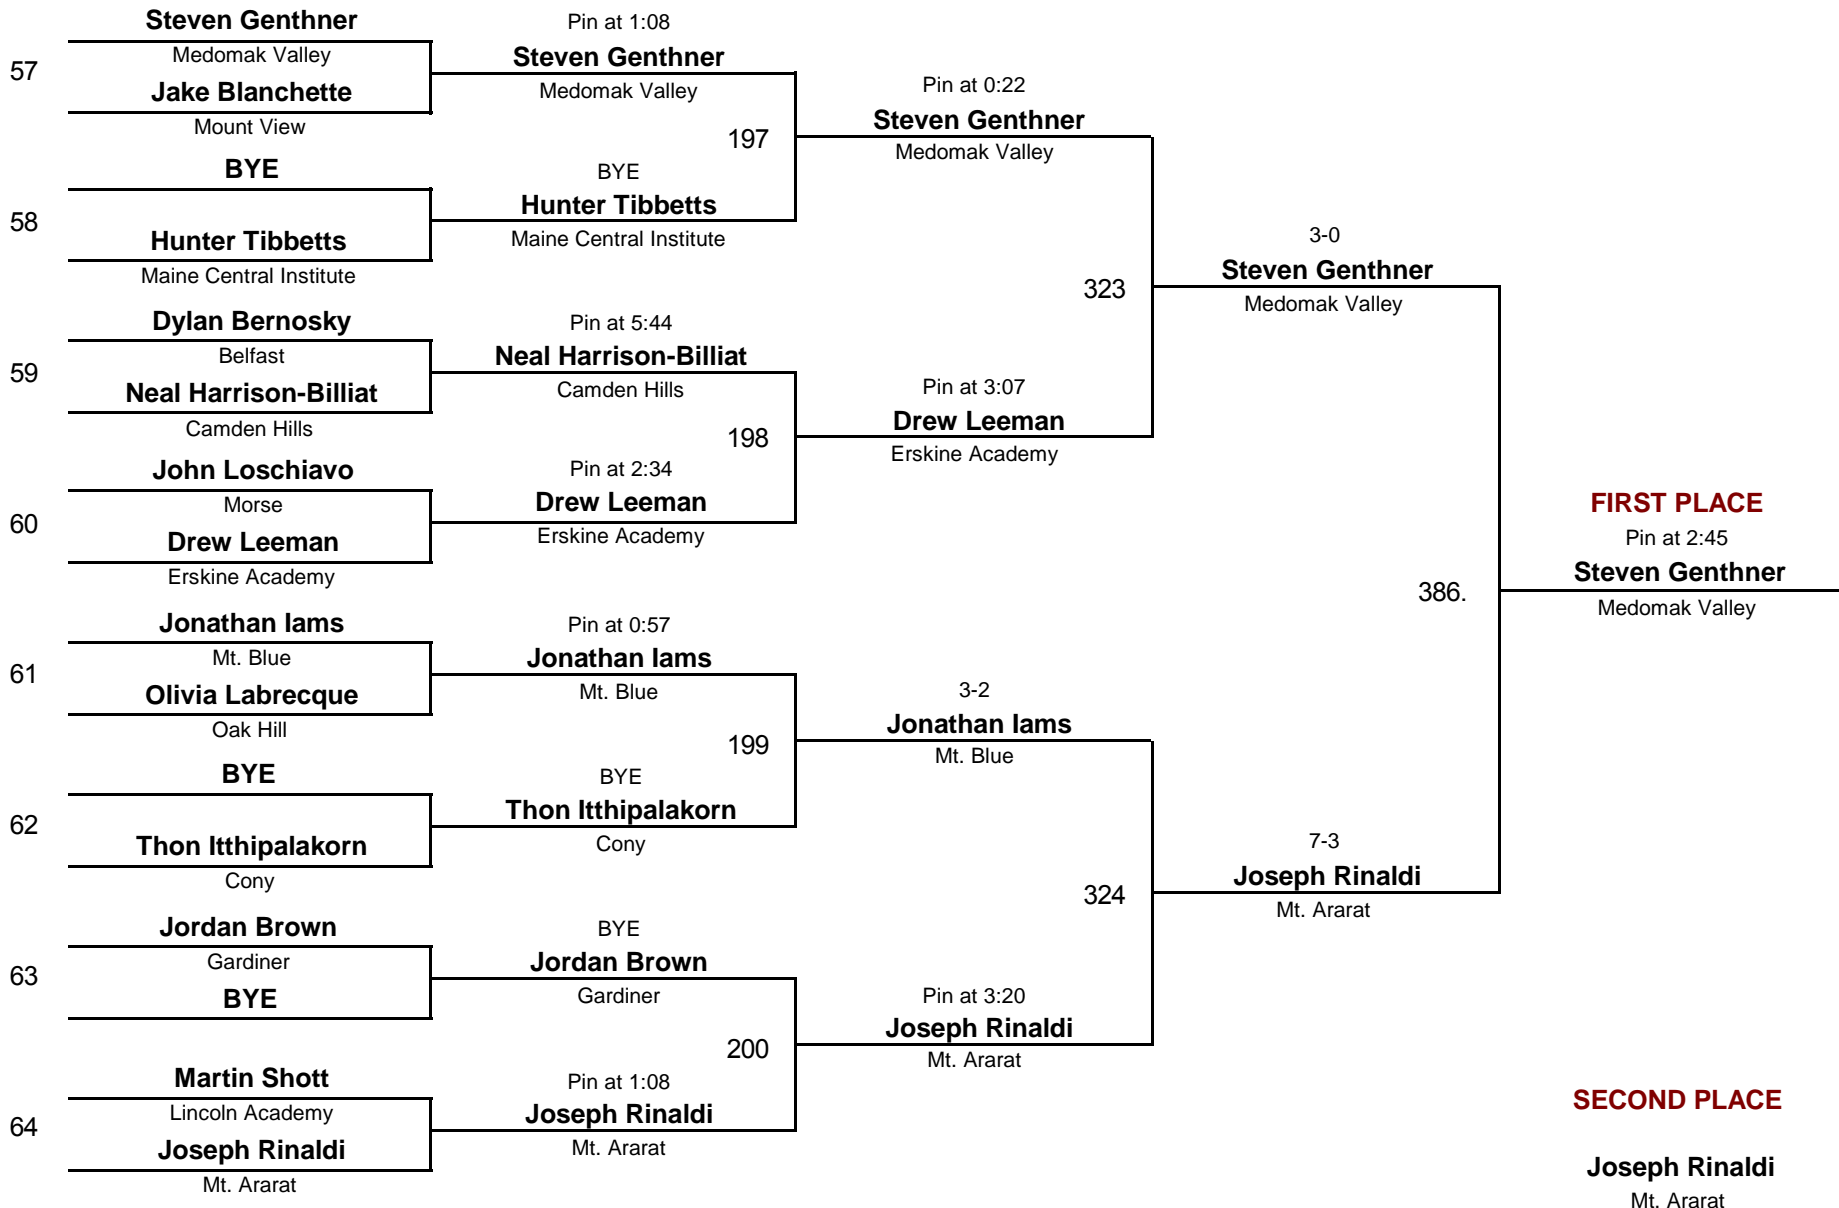 Steven Genthner
Medomak Valley
57
Jake Blanchette
Mount View
BYE
58
Hunter Tibbetts
Maine Central Institute
Dylan Bernosky
Belfast
59
Neal Harrison-Billiat
Camden Hills
John Loschiavo
Morse
60
Drew Leeman
Erskine Academy
Jonathan Iams
Mt. Blue
61
Olivia Labrecque
Oak Hill
BYE
62
Thon Itthipalakorn
Cony
Jordan Brown
Gardiner
63
BYE
Martin Shott
Lincoln Academy
64
Joseph Rinaldi
Mt. Ararat
Pin at 1:08
Steven Genthner
Medomak Valley
197
BYE
Hunter Tibbetts
Maine Central Institute
Pin at 5:44
Neal Harrison-Billiat
Camden Hills
198
Pin at 2:34
Drew Leeman
Erskine Academy
Pin at 0:57
Jonathan Iams
Mt. Blue
199
BYE
Thon Itthipalakorn
Cony
BYE
Jordan Brown
Gardiner
200
Pin at 1:08
Joseph Rinaldi
Mt. Ararat
Pin at 0:22
Steven Genthner
Medomak Valley
323
Pin at 3:07
Drew Leeman
Erskine Academy
3-2
Jonathan Iams
Mt. Blue
324
Pin at 3:20
Joseph Rinaldi
Mt. Ararat
3-0
Steven Genthner
Medomak Valley
386.
7-3
Joseph Rinaldi
Mt. Ararat
FIRST PLACE
Pin at 2:45
Steven Genthner
Medomak Valley
SECOND PLACE
Joseph Rinaldi
Mt. Ararat